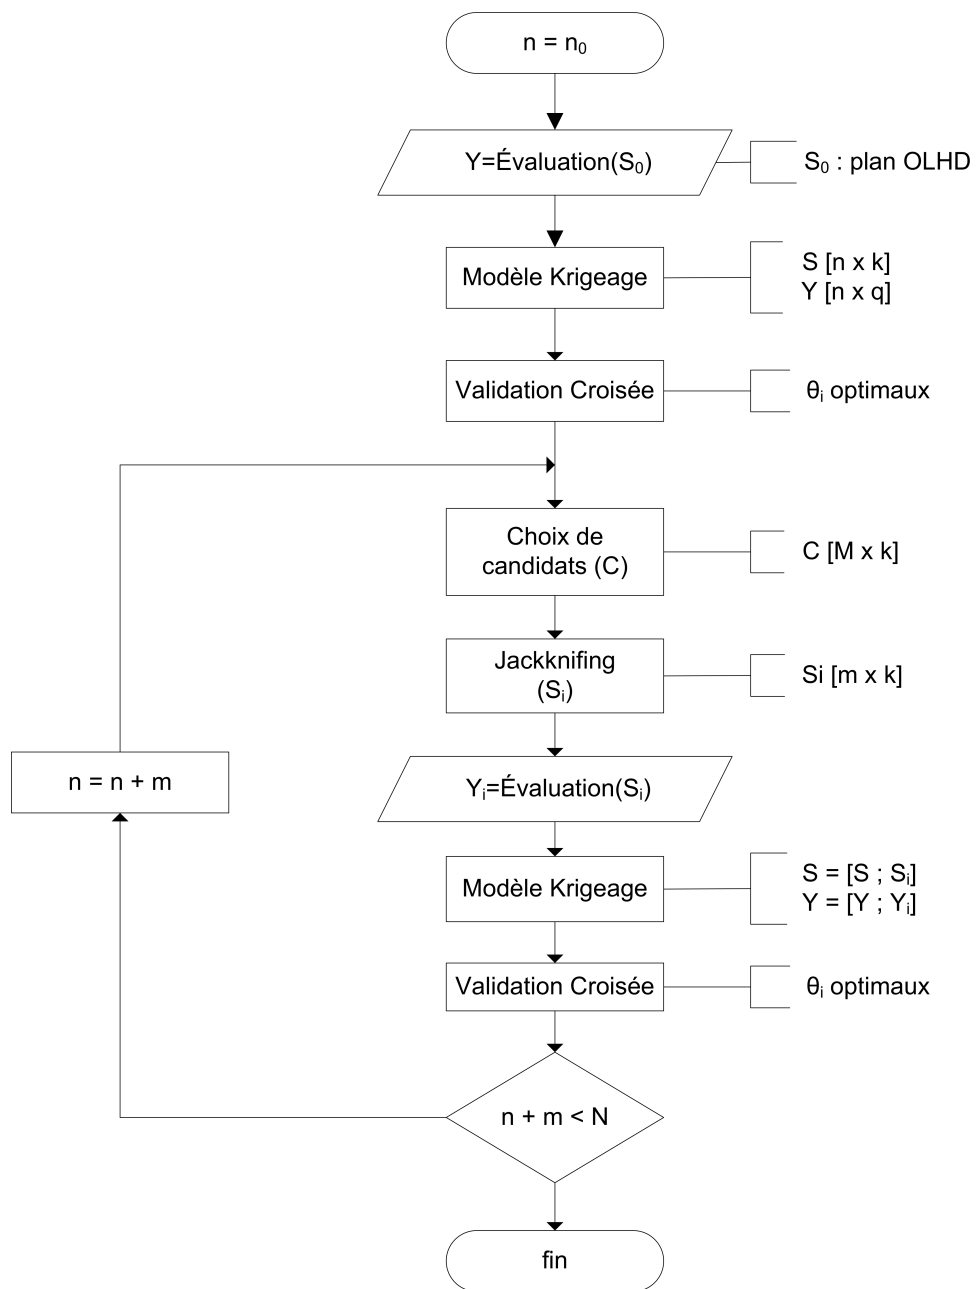 n = n₀
Y=Évaluation(S₀)
S₀ : plan OLHD
Modèle Krigeage
S [n x k]
Y [n x q]
Validation Croisée
θᵢ optimaux
Choix de
candidats (C)
C [M x k]
Jackknifing
(Sᵢ)
Si [m x k]
n = n + m
Yᵢ=Évaluation(Sᵢ)
Modèle Krigeage
S = [S ; Sᵢ]
Y = [Y ; Yᵢ]
Validation Croisée
θᵢ optimaux
n + m < N
fin